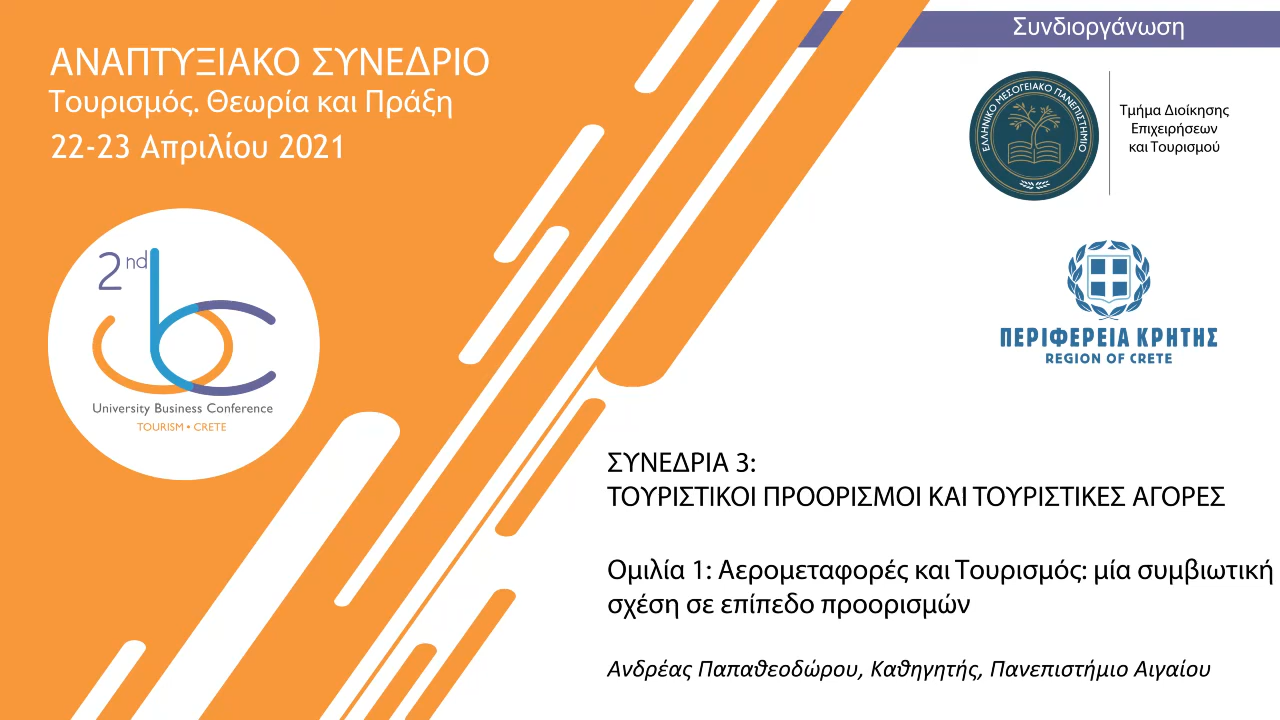 ΑΝΑΠΤΥΞΙΑΚΟ ΣΥΝΕΔΡΙΟ
Τουρισμός. Θεωρία και Πράξη
22-23 Απριλίου 2021
2nd
bc
University Business Conference
TOURISM • CRETE
Συνδιοργάνωση
ΕΛΛΗΝΙΚΟ ΜΕΣΟΓΕΙΑΚΟ ΠΑΝΕΠΙΣΤΗΜΙΟ
Τμήμα Διοίκησης
Επιχειρήσεων
και Τουρισμού
ΠΕΡΙΦΕΡΕΙΑ ΚΡΗΤΗΣ
REGION OF CRETE
ΣΥΝΕΔΡΙΑ 3:
ΤΟΥΡΙΣΤΙΚΟΙ ΠΡΟΟΡΙΣΜΟΙ ΚΑΙ ΤΟΥΡΙΣΤΙΚΕΣ ΑΓΟΡΕΣ
Ομιλία 1: Αερομεταφορές και Τουρισμός: μία συμβιωτική
σχέση σε επίπεδο προορισμών
Ανδρέας Παπαθεοδώρου, Καθηγητής, Πανεπιστήμιο Αιγαίου